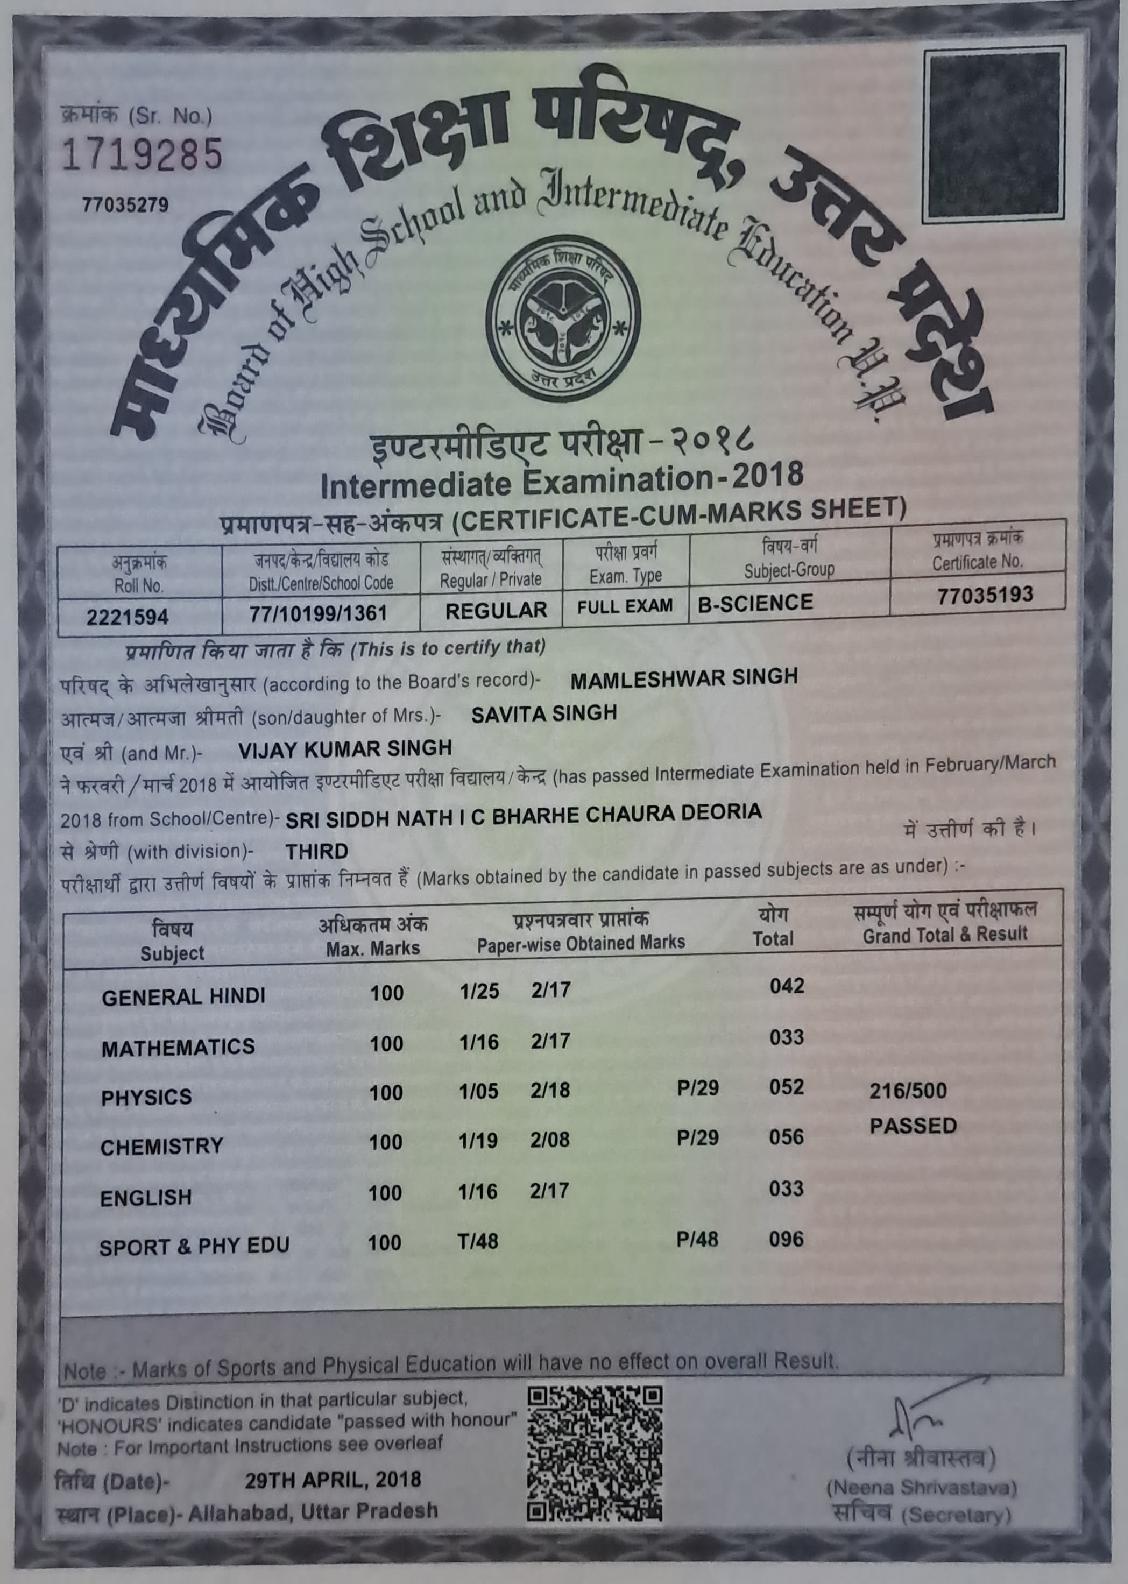 क्रमांक (Sr. No.)
1719285
77035279
माध्यमिक शिक्षा परिषद्, उत्तर प्रदेश
Board of High School and Intermediate Education U.P.
माध्यमिक शिक्षा परिषद्
उत्तर प्रदेश
इण्टरमीडिएट परीक्षा-२०१८
Intermediate Examination-2018
प्रमाणपत्र-सह-अंकपत्र (CERTIFICATE-CUM-MARKS SHEET)
अनुक्रमांक जनपद/केन्द्र/विद्यालय कोड संस्थागत्/व्यक्तिगत् परीक्षा प्रवर्ग विषय-वर्ग प्रमाणपत्र क्रमांक
Roll No. Distt./Centre/School Code Regular / Private Exam. Type Subject-Group Certificate No.
2221594 77/10199/1361 REGULAR FULL EXAM B-SCIENCE 77035193
प्रमाणित किया जाता है कि (This is to certify that)
परिषद् के अभिलेखानुसार (according to the Board's record)- MAMLESHWAR SINGH
आत्मज/आत्मजा श्रीमती (son/daughter of Mrs.)- SAVITA SINGH
एवं श्री (and Mr.)- VIJAY KUMAR SINGH
ने फरवरी/मार्च 2018 में आयोजित इण्टरमीडिएट परीक्षा विद्यालय/केन्द्र (has passed Intermediate Examination held in February/March
2018 from School/Centre)- SRI SIDDH NATH I C BHARHE CHAURA DEORIA
में उत्तीर्ण की है।
से श्रेणी (with division)- THIRD
परीक्षार्थी द्वारा उत्तीर्ण विषयों के प्राप्तांक निम्नवत हैं (Marks obtained by the candidate in passed subjects are as under) :-
विषय अधिकतम अंक प्रश्नपत्रवार प्राप्तांक योग सम्पूर्ण योग एवं परीक्षाफल
Subject Max. Marks Paper-wise Obtained Marks Total Grand Total & Result
GENERAL HINDI 100 1/25 2/17 042
MATHEMATICS 100 1/16 2/17 033
PHYSICS 100 1/05 2/18 P/29 052 216/500
PASSED
CHEMISTRY 100 1/19 2/08 P/29 056
ENGLISH 100 1/16 2/17 033
SPORT & PHY EDU 100 T/48 P/48 096
Note :- Marks of Sports and Physical Education will have no effect on overall Result.
'D' indicates Distinction in that particular subject,
'HONOURS' indicates candidate "passed with honour"
Note : For Important Instructions see overleaf
तिथि (Date)- 29TH APRIL, 2018
स्थान (Place)- Allahabad, Uttar Pradesh
(नीना श्रीवास्तव)
(Neena Shrivastava)
सचिव (Secretary)